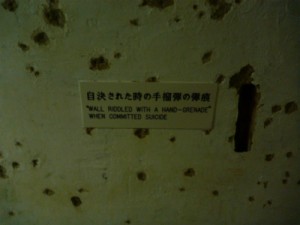 自決された時の手榴弾の弾痕
"WALL RIDDLED WITH A HAND-GRENADE"
WHEN COMMITTED SUICIDE